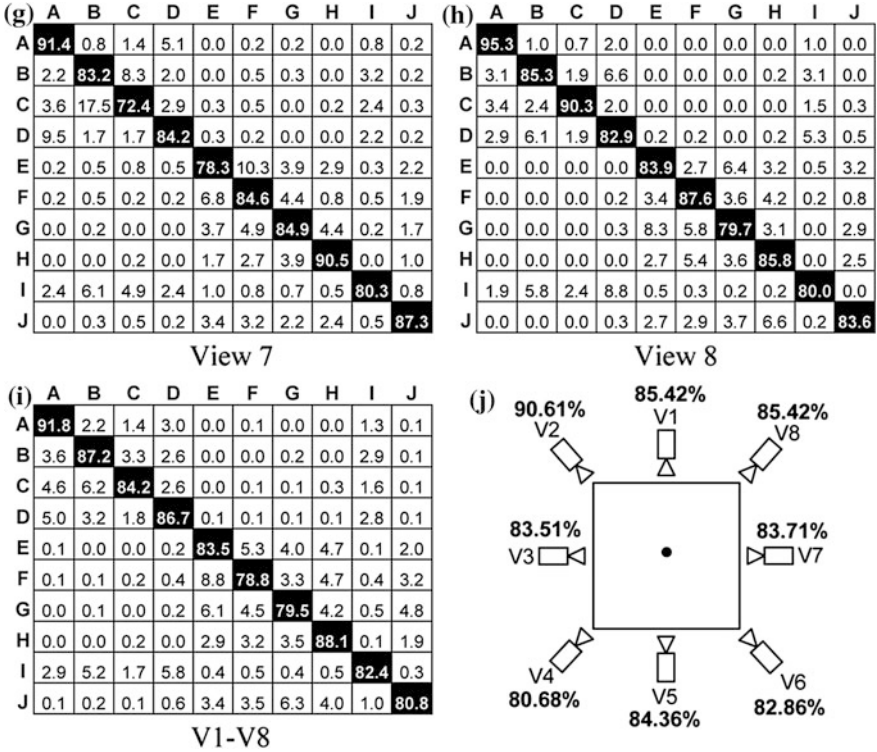 (g) A B C D E F G H I J
A 91.4 0.8 1.4 5.1 0.0 0.2 0.2 0.0 0.8 0.2
B 2.2 83.2 8.3 2.0 0.0 0.5 0.3 0.0 3.2 0.2
C 3.6 17.5 72.4 2.9 0.3 0.5 0.0 0.2 2.4 0.3
D 9.5 1.7 1.7 84.2 0.3 0.2 0.0 0.0 2.2 0.2
E 0.2 0.5 0.8 0.5 78.3 10.3 3.9 2.9 0.3 2.2
F 0.2 0.5 0.2 0.2 6.8 84.6 4.4 0.8 0.5 1.9
G 0.0 0.2 0.0 0.0 3.7 4.9 84.9 4.4 0.2 1.7
H 0.0 0.0 0.2 0.0 1.7 2.7 3.9 90.5 0.0 1.0
I 2.4 6.1 4.9 2.4 1.0 0.8 0.7 0.5 80.3 0.8
J 0.0 0.3 0.5 0.2 3.4 3.2 2.2 2.4 0.5 87.3
View 7
(h) A B C D E F G H I J
A 95.3 1.0 0.7 2.0 0.0 0.0 0.0 0.0 1.0 0.0
B 3.1 85.3 1.9 6.6 0.0 0.0 0.0 0.2 3.1 0.0
C 3.4 2.4 90.3 2.0 0.0 0.0 0.0 0.0 1.5 0.3
D 2.9 6.1 1.9 82.9 0.2 0.2 0.0 0.2 5.3 0.5
E 0.0 0.0 0.0 0.0 83.9 2.7 6.4 3.2 0.5 3.2
F 0.0 0.0 0.0 0.2 3.4 87.6 3.6 4.2 0.2 0.8
G 0.0 0.0 0.0 0.3 8.3 5.8 79.7 3.1 0.0 2.9
H 0.0 0.0 0.0 0.0 2.7 5.4 3.6 85.8 0.0 2.5
I 1.9 5.8 2.4 8.8 0.5 0.3 0.2 0.2 80.0 0.0
J 0.0 0.0 0.0 0.3 2.7 2.9 3.7 6.6 0.2 83.6
View 8
(i) A B C D E F G H I J
A 91.8 2.2 1.4 3.0 0.0 0.1 0.0 0.0 1.3 0.1
B 3.6 87.2 3.3 2.6 0.0 0.0 0.2 0.0 2.9 0.1
C 4.6 6.2 84.2 2.6 0.0 0.1 0.1 0.3 1.6 0.1
D 5.0 3.2 1.8 86.7 0.1 0.1 0.1 0.1 2.8 0.1
E 0.1 0.0 0.0 0.2 83.5 5.3 4.0 4.7 0.1 2.0
F 0.1 0.1 0.2 0.4 8.8 78.8 3.3 4.7 0.4 3.2
G 0.0 0.1 0.0 0.2 6.1 4.5 79.5 4.2 0.5 4.8
H 0.0 0.0 0.2 0.0 2.9 3.2 3.5 88.1 0.1 1.9
I 2.9 5.2 1.7 5.8 0.4 0.5 0.4 0.5 82.4 0.3
J 0.1 0.2 0.1 0.6 3.4 3.5 6.3 4.0 1.0 80.8
V1-V8
(j)
90.61% 85.42% 85.42%
V2 V1 V8
83.51% 83.71%
V3 V7
V4 V5 V6
80.68% 84.36% 82.86%